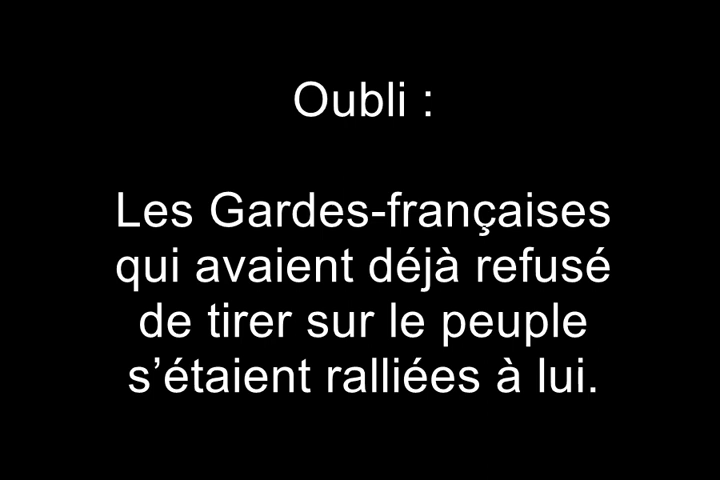 Oubli :
Les Gardes-françaises
qui avaient déjà refusé
de tirer sur le peuple
s’étaient ralliées à lui.